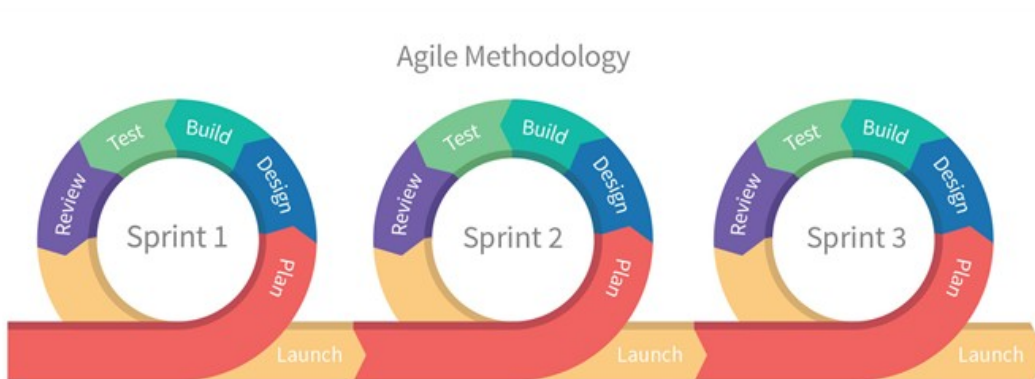 Agile Methodology
Sprint 1
Plan
Design
Build
Test
Review
Launch
Sprint 2
Plan
Design
Build
Test
Review
Launch
Sprint 3
Plan
Design
Build
Test
Review
Launch